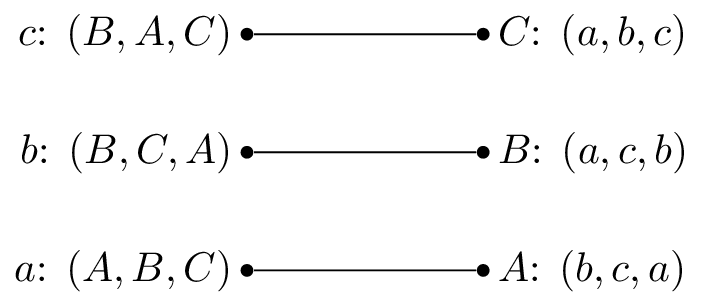 c: (B, A, C) C: (a, b, c)
b: (B, C, A) B: (a, c, b)
a: (A, B, C) A: (b, c, a)